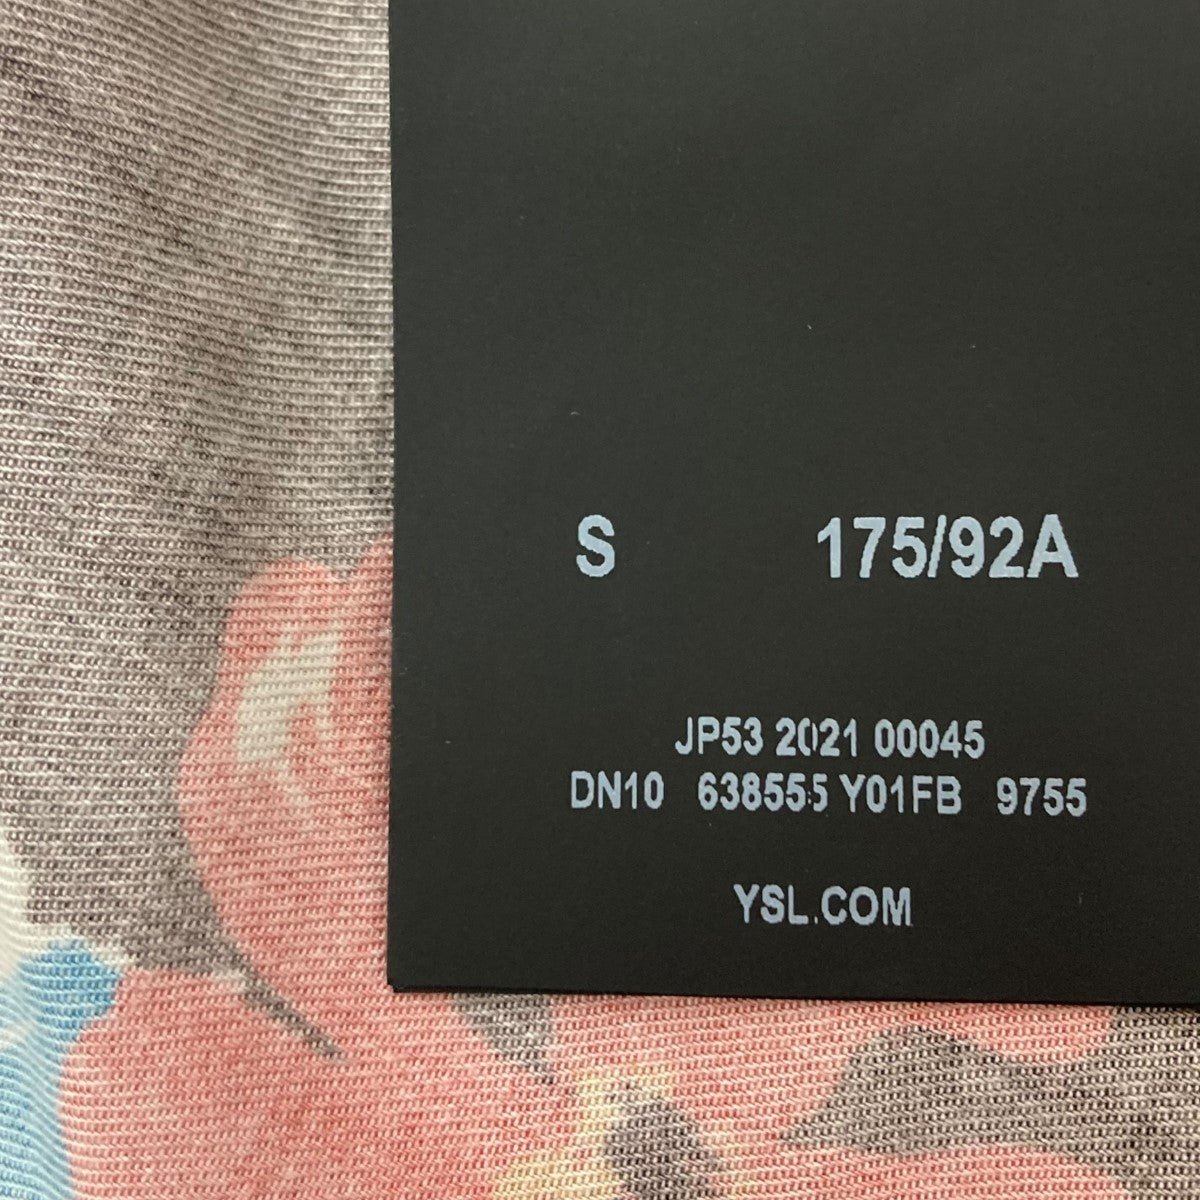 S 175/92A
JP53 2021 00045
DN10 638555 Y01FB 9755
YSL.COM